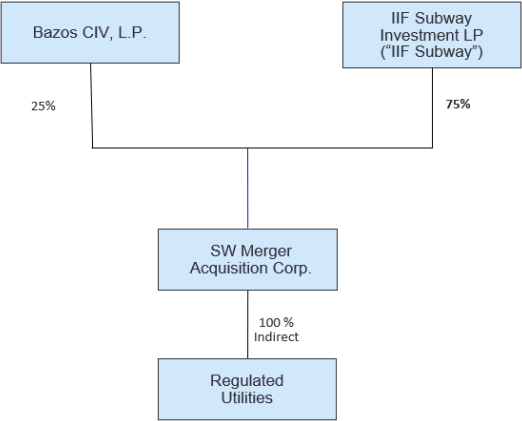 Bazos CIV, L.P.
IIF Subway
Investment LP
(“IIF Subway”)
25%
75%
SW Merger
Acquisition Corp.
100 %
Indirect
Regulated
Utilities